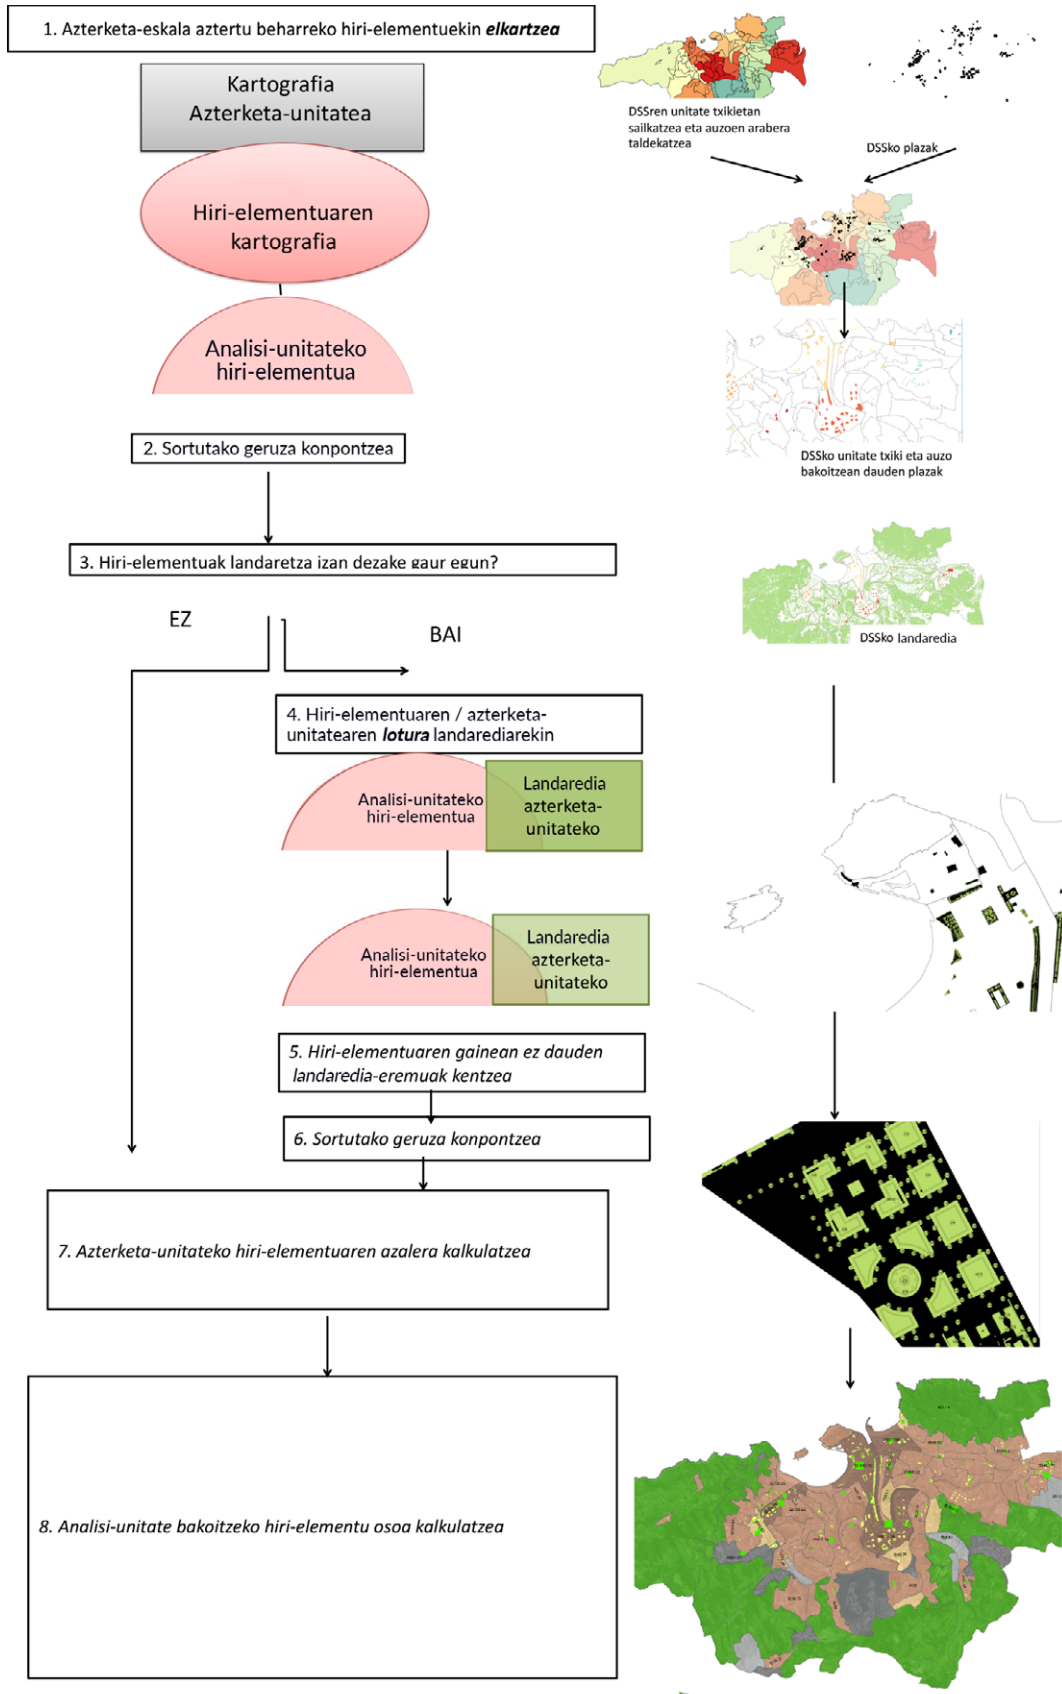 1. Azterketa-eskala aztertu beharreko hiri-elementuekin elkartzea
Kartografia
Azterketa-unitatea
Hiri-elementuaren
kartografia
Analisi-unitateko
hiri-elementua
2. Sortutako geruza konpontzea
3. Hiri-elementuak landaretza izan dezake gaur egun?
EZ
BAI
4. Hiri-elementuaren / azterketa-
unitatearen lotura landarediarekin
Analisi-unitateko
hiri-elementua
Landaredia
azterketa-
unitateko
Analisi-unitateko
hiri-elementua
Landaredia
azterketa-
unitateko
5. Hiri-elementuaren gainean ez dauden
landaredia-eremuak kentzea
6. Sortutako geruza konpontzea
7. Azterketa-unitateko hiri-elementuaren azalera kalkulatzea
8. Analisi-unitate bakoitzeko hiri-elementu osoa kalkulatzea
DSSren unitate txikietan
sailkatzea eta auzoen arabera
taldekatzea
DSSko plazak
DSSko unitate txiki eta auzo
bakoitzean dauden plazak
DSSko landaredia